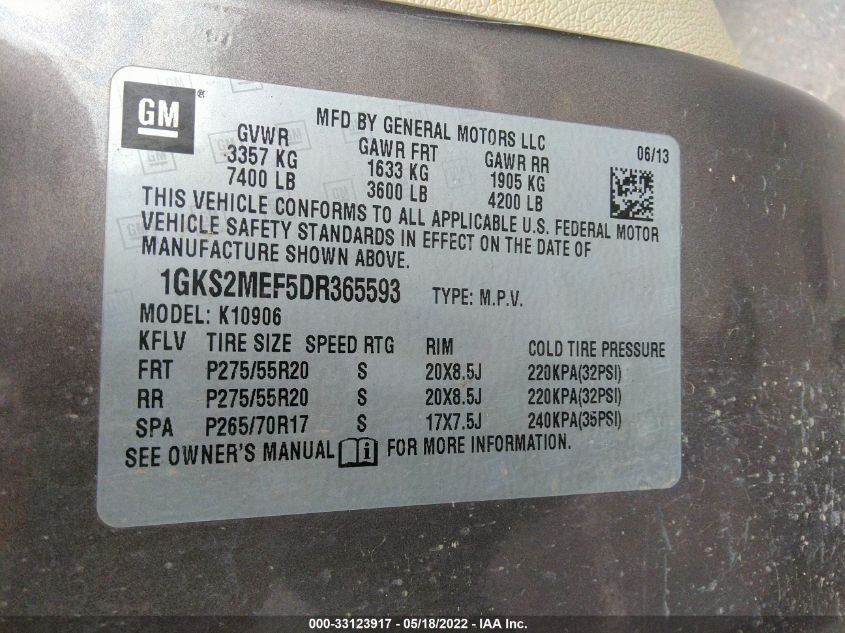 GM
MFD BY GENERAL MOTORS LLC 06/13
GVWR GAWR FRT GAWR RR
3357 KG 1633 KG 1905 KG
7400 LB 3600 LB 4200 LB
THIS VEHICLE CONFORMS TO ALL APPLICABLE U.S. FEDERAL MOTOR
VEHICLE SAFETY STANDARDS IN EFFECT ON THE DATE OF
MANUFACTURE SHOWN ABOVE.
1GKS2MEF5DR365593 TYPE: M.P.V.
MODEL: K10906
KFLV TIRE SIZE SPEED RTG RIM COLD TIRE PRESSURE
FRT P275/55R20 S 20X8.5J 220KPA(32PSI)
RR P275/55R20 S 20X8.5J 220KPA(32PSI)
SPA P265/70R17 S 17X7.5J 240KPA(35PSI)
SEE OWNER'S MANUAL FOR MORE INFORMATION.
000-33123917 - 05/18/2022 - IAA Inc.